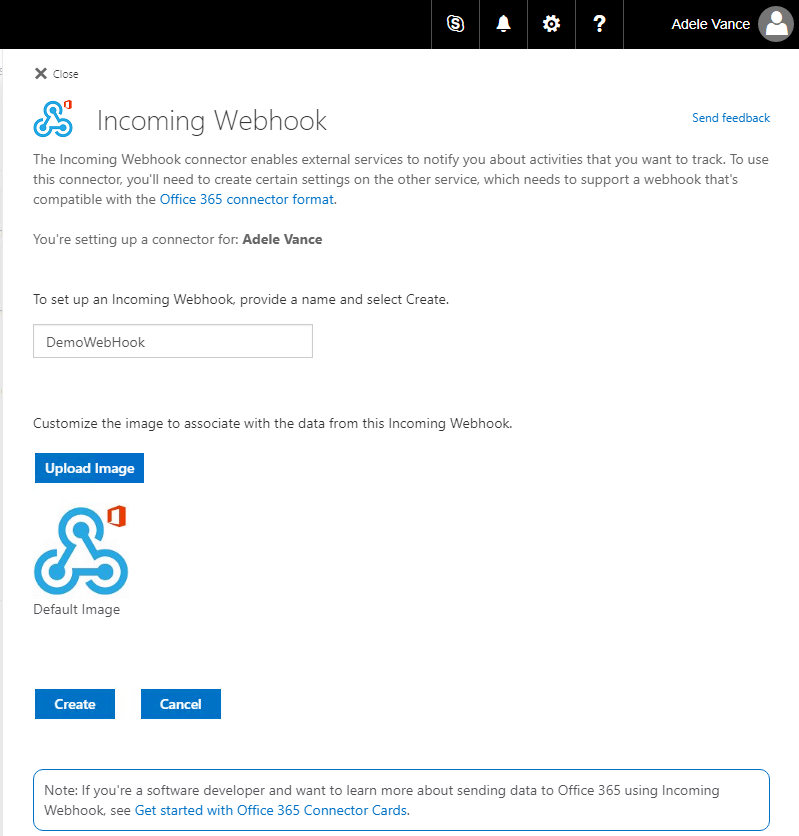 Adele Vance
Close
Incoming Webhook
Send feedback
The Incoming Webhook connector enables external services to notify you about activities that you want to track. To use
this connector, you'll need to create certain settings on the other service, which needs to support a webhook that's
compatible with the Office 365 connector format.
You're setting up a connector for: Adele Vance
To set up an Incoming Webhook, provide a name and select Create.
DemoWebHook
Customize the image to associate with the data from this Incoming Webhook.
Upload Image
Default Image
Create
Cancel
Note: If you're a software developer and want to learn more about sending data to Office 365 using Incoming
Webhook, see Get started with Office 365 Connector Cards.